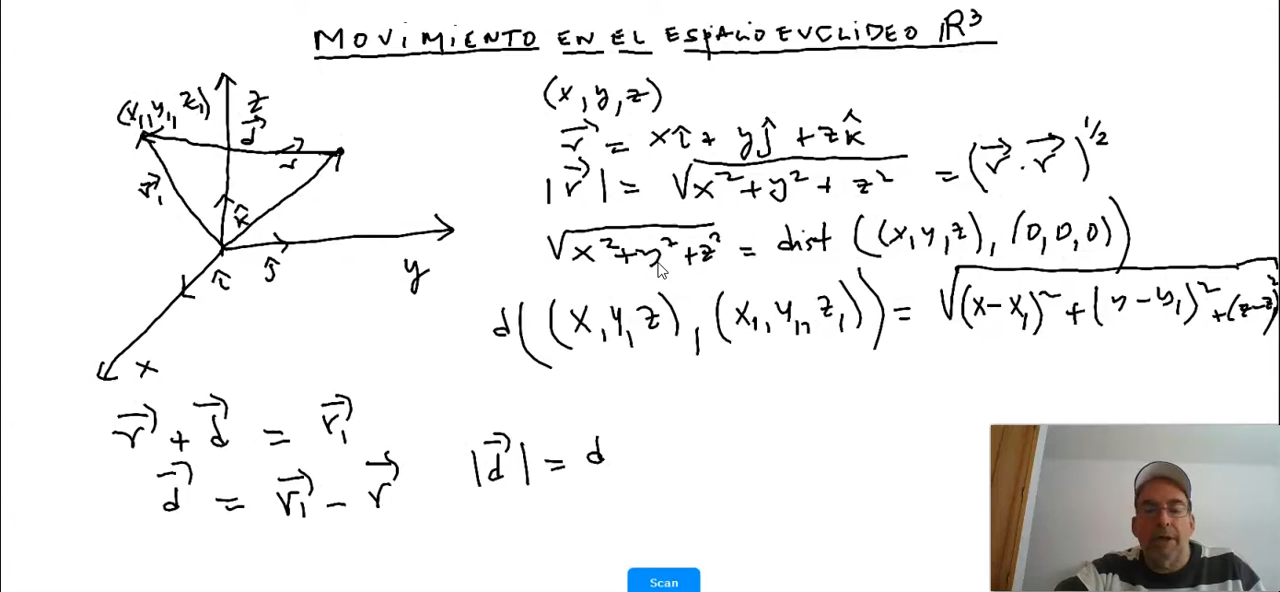 MOVIMIENTO EN EL ESPACIO EUCLIDEO ℝ³
(x, y, z)
r⃗ = xî + yĵ + zk̂
|r⃗| = √(x² + y² + z²) = (r⃗ · r⃗)^1/2
√(x² + y² + z²) = dist ((x, y, z), (0, 0, 0))
d((x, y, z), (x₁, y₁, z₁)) = √((x − x₁)² + (y − y₁)² + (z − z₁)²)
(x₁, y₁, z₁)
z
d⃗
r⃗₁
k̂
î
ĵ
y
x
r⃗ + d⃗ = r⃗₁
d⃗ = r⃗₁ − r⃗
|d⃗| = d
Scan